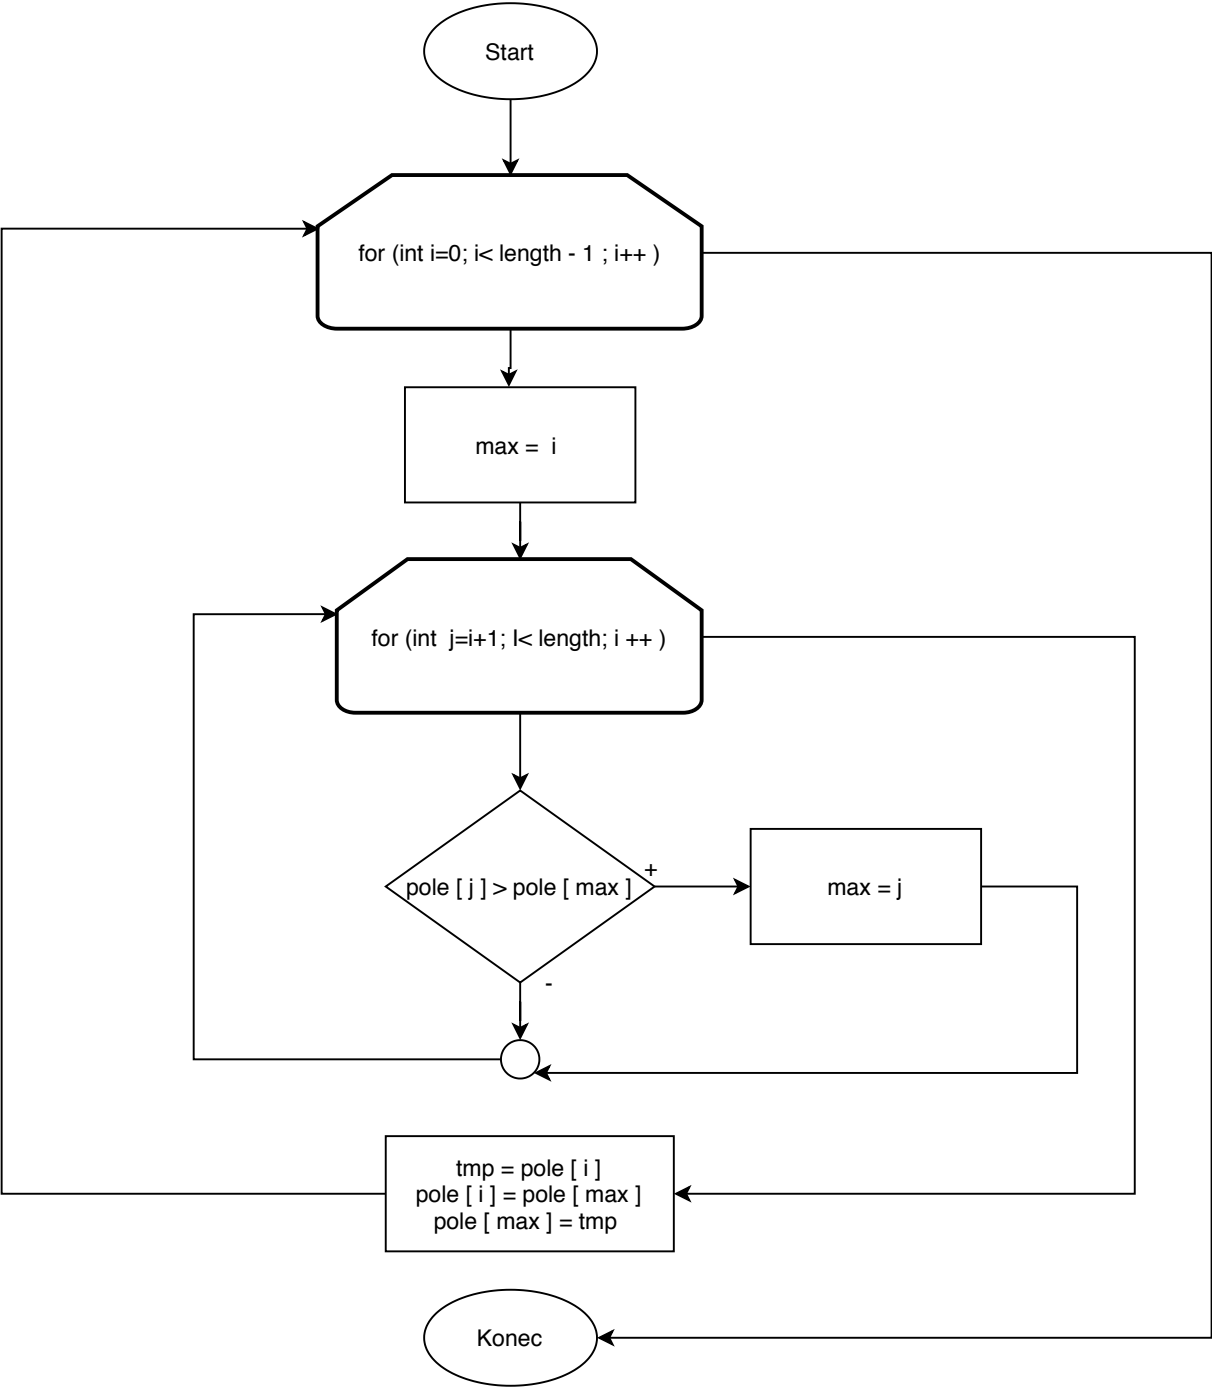 Start
for (int i=0; i< length - 1 ; i++ )
max = i
for (int j=i+1; I< length; i ++ )
pole [ j ] > pole [ max ]
+
max = j
-
tmp = pole [ i ]
pole [ i ] = pole [ max ]
pole [ max ] = tmp
Konec